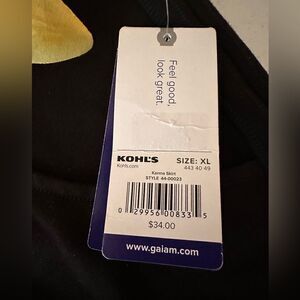 Feel good,
look great.
KOHL'S
Kohls.com
SIZE: XL
443 40 49
Karma Skirt
STYLE 44-00023
0 29956 00833 5
$34.00
www.gaiam.com